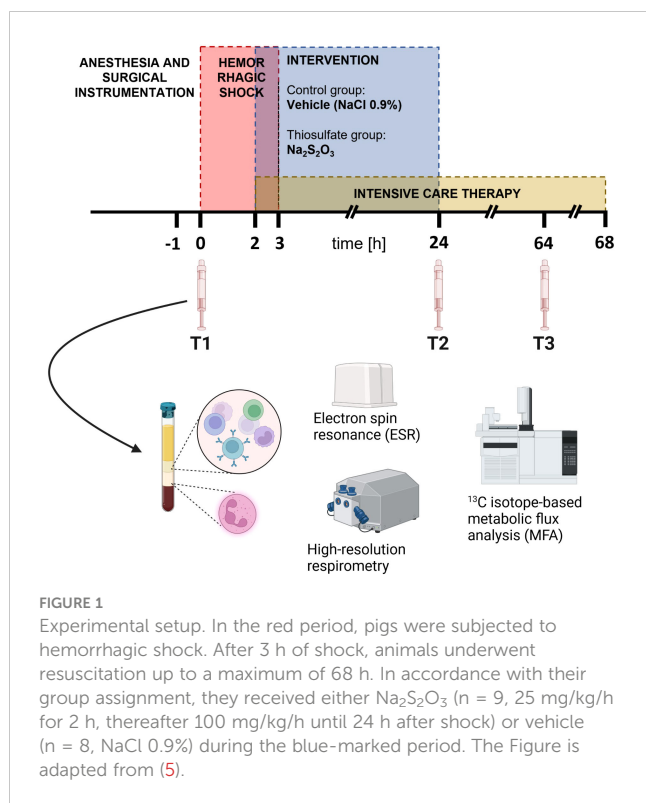 ANESTHESIA AND
SURGICAL
INSTRUMENTATION
HEMOR
RHAGIC
SHOCK
INTERVENTION
Control group:
Vehicle (NaCl 0.9%)
Thiosulfate group:
Na₂S₂O₃
INTENSIVE CARE THERAPY
-1 0 2 3 time [h] 24 64 68
T1 T2 T3
Electron spin
resonance (ESR)
High-resolution
respirometry
¹³C isotope-based
metabolic flux
analysis (MFA)
FIGURE 1
Experimental setup. In the red period, pigs were subjected to
hemorrhagic shock. After 3 h of shock, animals underwent
resuscitation up to a maximum of 68 h. In accordance with their
group assignment, they received either Na₂S₂O₃ (n = 9, 25 mg/kg/h
for 2 h, thereafter 100 mg/kg/h until 24 h after shock) or vehicle
(n = 8, NaCl 0.9%) during the blue-marked period. The Figure is
adapted from (5).